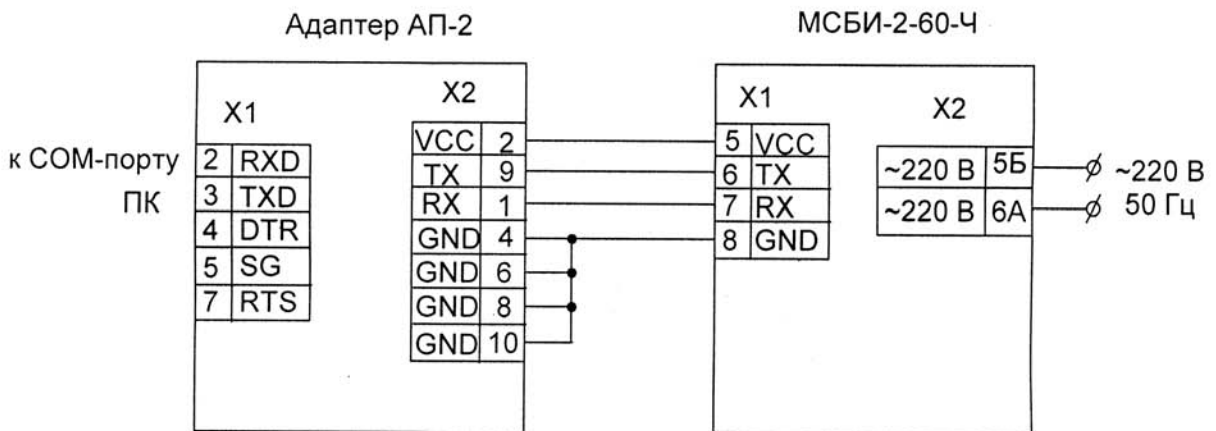 Адаптер АП-2
МСБИ-2-60-Ч
к COM-порту
ПК
X1
2 RXD
3 TXD
4 DTR
5 SG
7 RTS
X2
VCC 2
TX 9
RX 1
GND 4
GND 6
GND 8
GND 10
X1
5 VCC
6 TX
7 RX
8 GND
X2
~220 В 5Б
~220 В 6А
~220 В
50 Гц